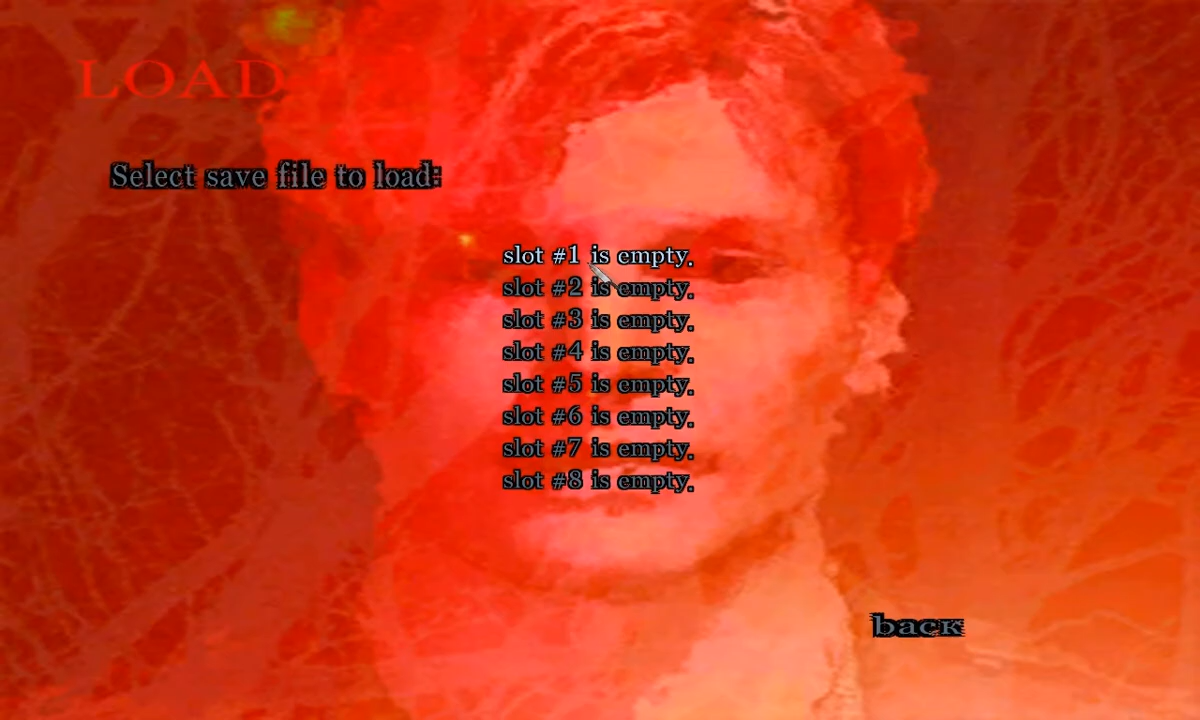 LOAD
Select save file to load:
slot #1 is empty.
slot #2 is empty.
slot #3 is empty.
slot #4 is empty.
slot #5 is empty.
slot #6 is empty.
slot #7 is empty.
slot #8 is empty.
back